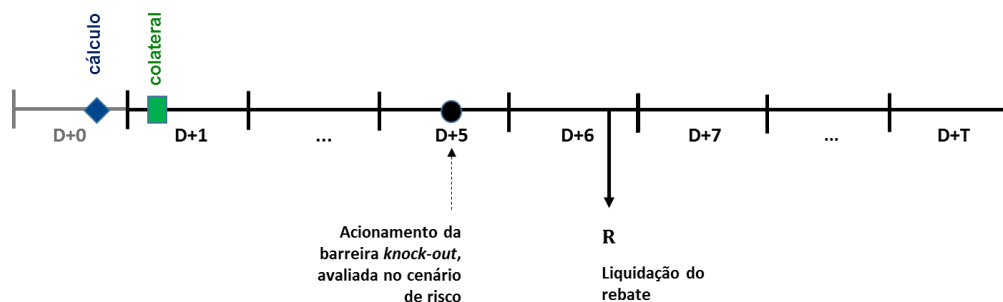 cálculo
colateral
D+0
D+1
...
D+5
D+6
D+7
...
D+T
Acionamento da
barreira knock-out,
avaliada no cenário
de risco
R
Liquidação do
rebate